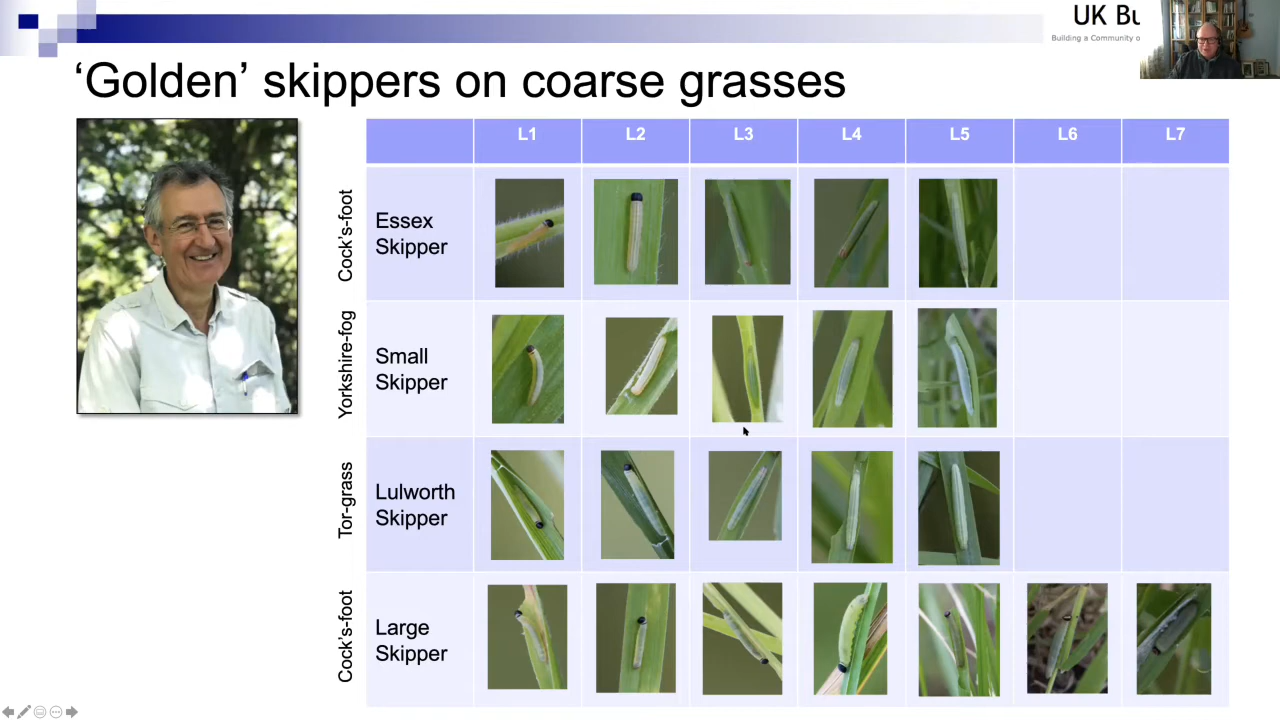 UK Bu
Building a Community o
‘Golden’ skippers on coarse grasses
L1 L2 L3 L4 L5 L6 L7
Cock's-foot
Essex
Skipper
Yorkshire-fog
Small
Skipper
Tor-grass
Lulworth
Skipper
Cock's-foot
Large
Skipper